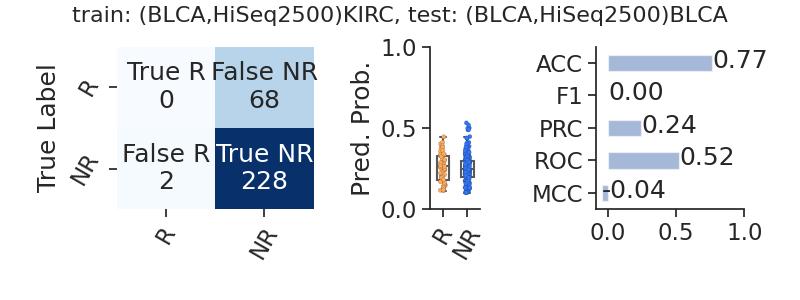 train: (BLCA,HiSeq2500)KIRC, test: (BLCA,HiSeq2500)BLCA
True Label
R
NR
True R
0
False NR
68
False R
2
True NR
228
R
NR
Pred. Prob.
1.0
0.5
0.0
R
NR
ACC
0.77
F1
0.00
PRC
0.24
ROC
0.52
MCC
-0.04
0.0
0.5
1.0